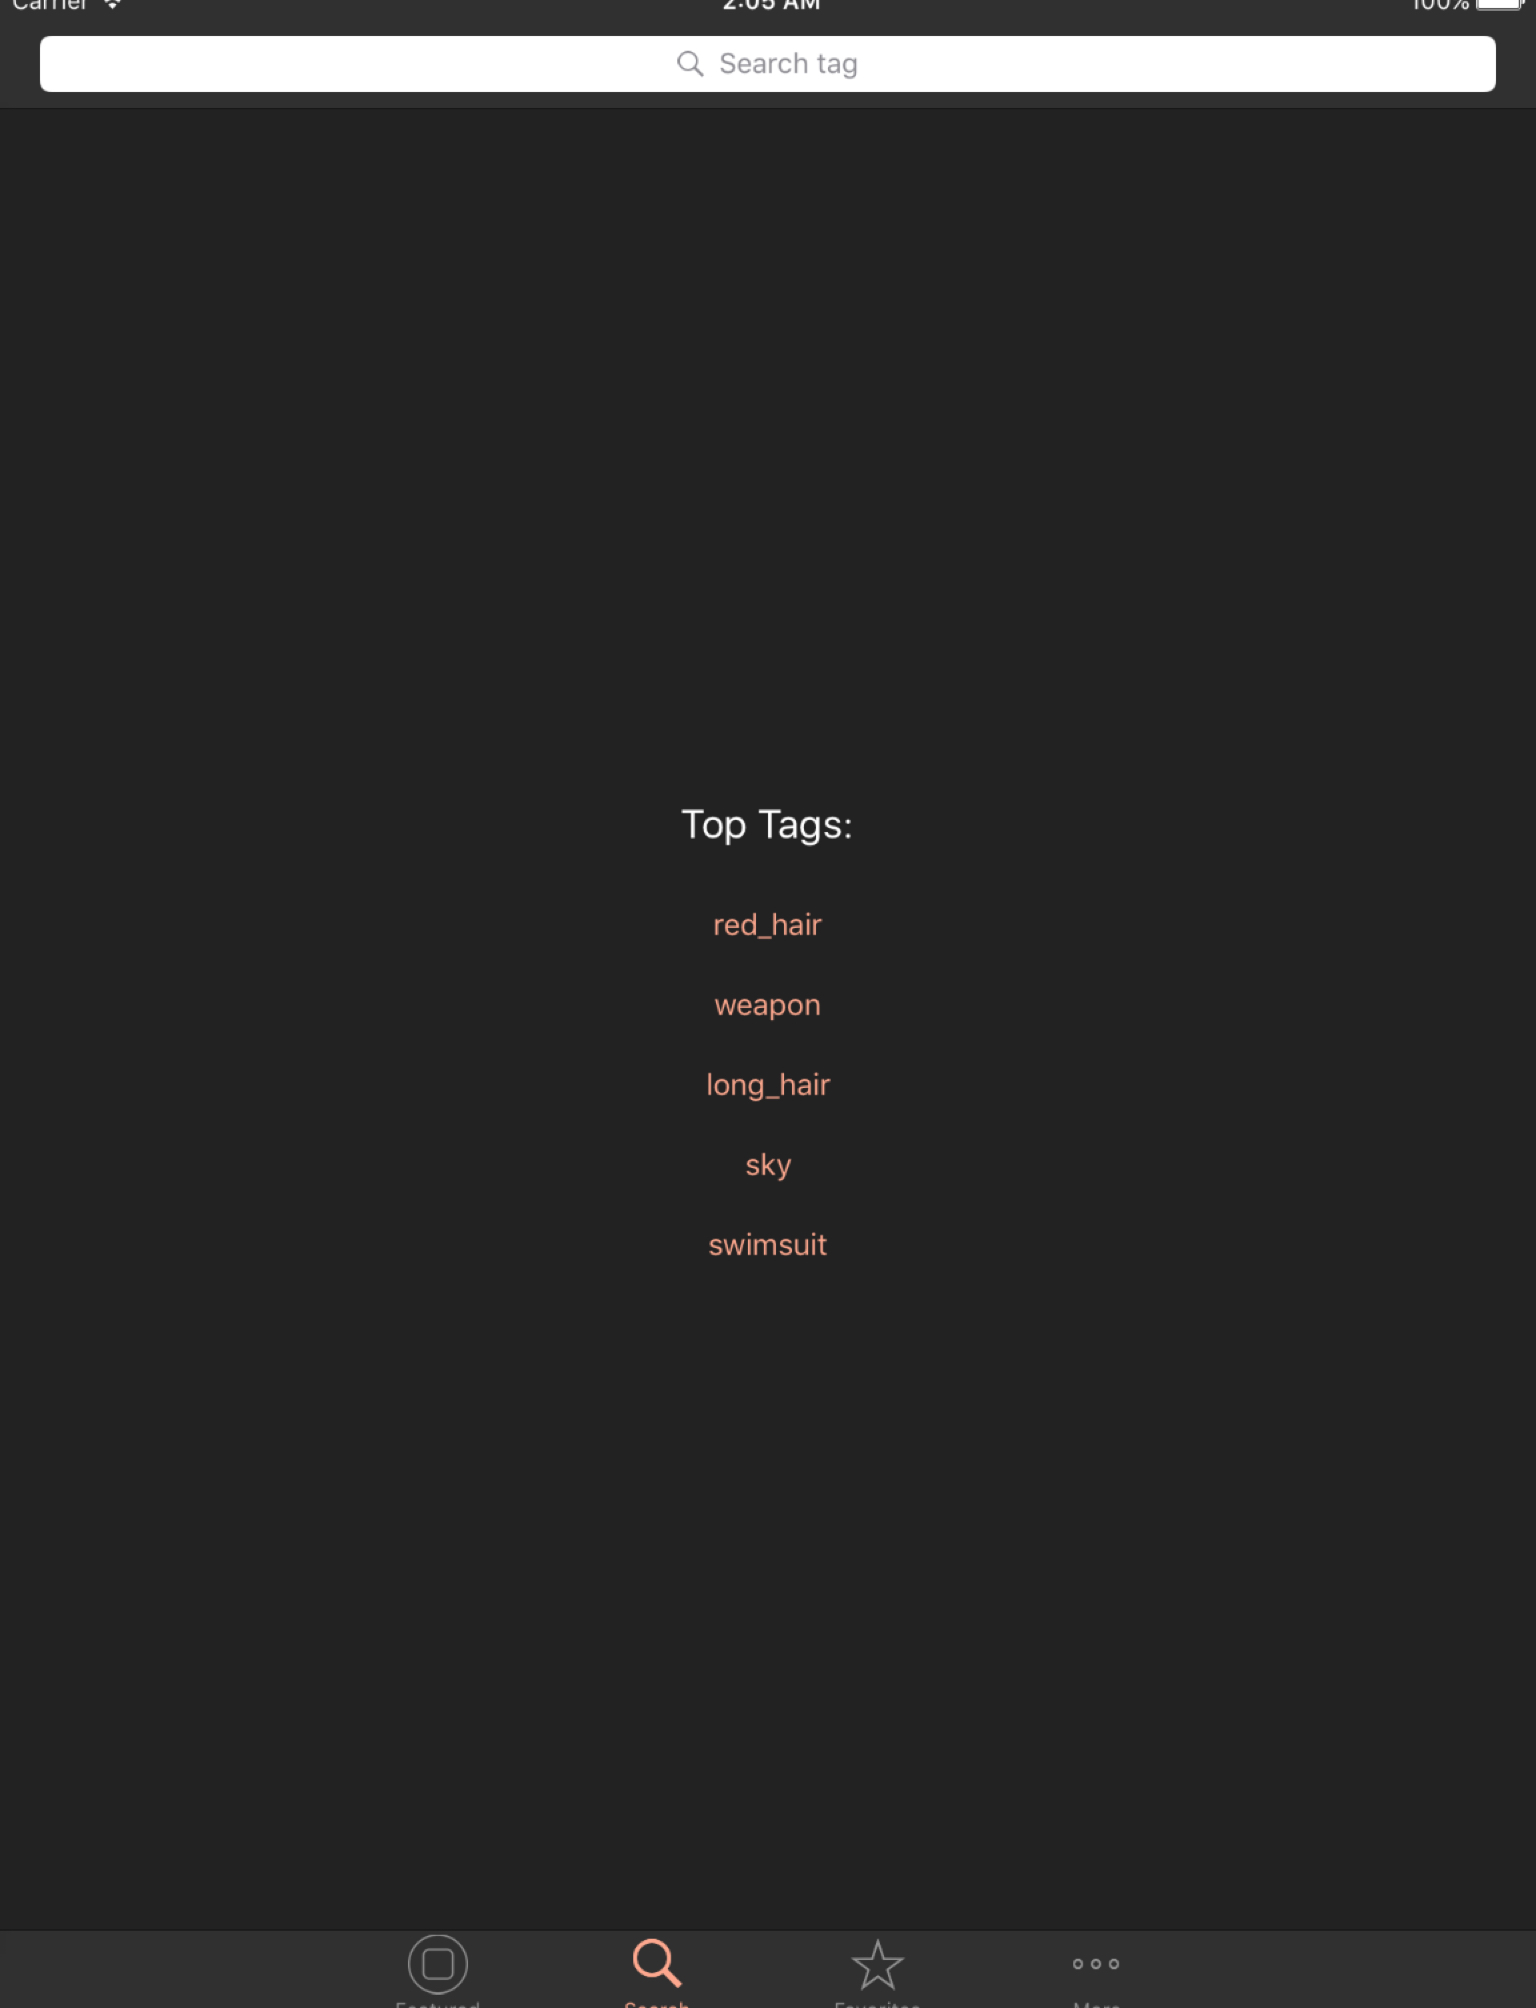 Carrier
2:05 AM
100%
Search tag
Top Tags:
red_hair
weapon
long_hair
sky
swimsuit
Featured
Search
Favorites
More